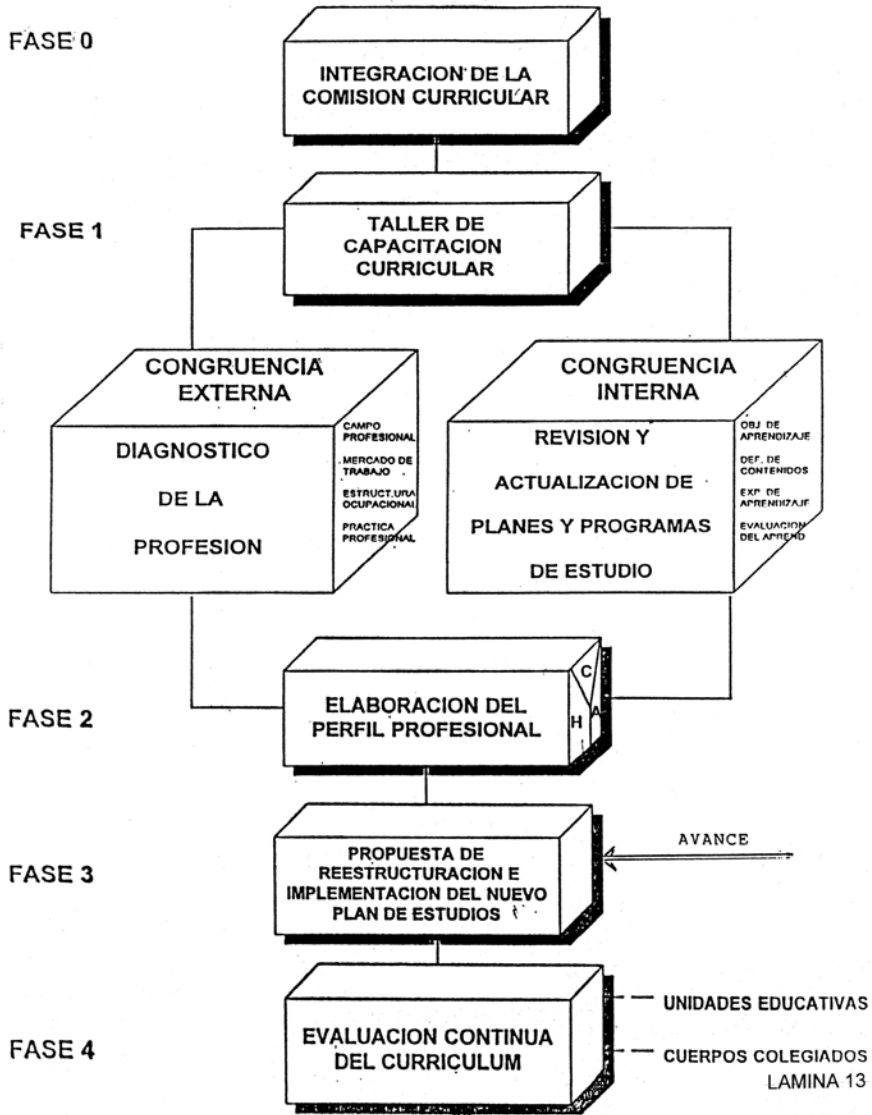 FASE 0
INTEGRACION DE LA
COMISION CURRICULAR
FASE 1
TALLER DE
CAPACITACION
CURRICULAR
CONGRUENCIA
EXTERNA
DIAGNOSTICO
DE LA
PROFESION
CAMPO
PROFESIONAL
MERCADO DE
TRABAJO
ESTRUCTURA
OCUPACIONAL
PRACTICA
PROFESIONAL
CONGRUENCIA
INTERNA
REVISION Y
ACTUALIZACION DE
PLANES Y PROGRAMAS
DE ESTUDIO
OBJ DE
APRENDIZAJE
DEF. DE
CONTENIDOS
EXP DE
APRENDIZAJE
EVALUACION
DEL APREND
FASE 2
ELABORACION DEL
PERFIL PROFESIONAL
C
H
A
FASE 3
PROPUESTA DE
REESTRUCTURACION E
IMPLEMENTACION DEL NUEVO
PLAN DE ESTUDIOS
AVANCE
FASE 4
EVALUACION CONTINUA
DEL CURRICULUM
UNIDADES EDUCATIVAS
CUERPOS COLEGIADOS
LAMINA 13